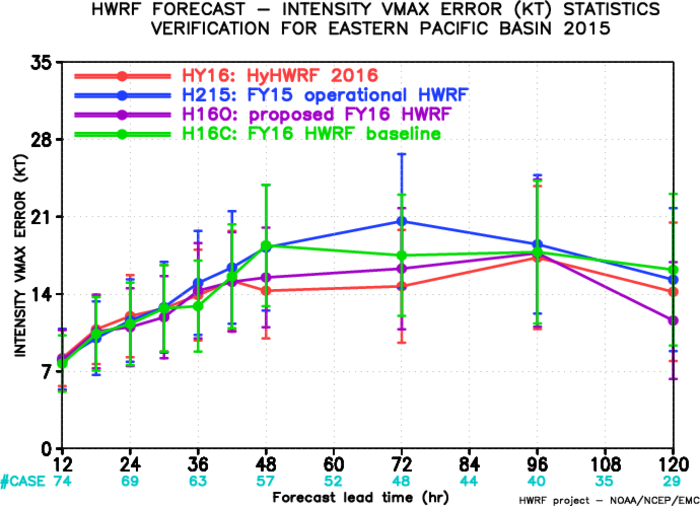 HWRF FORECAST – INTENSITY VMAX ERROR (KT) STATISTICS
VERIFICATION FOR EASTERN PACIFIC BASIN 2015
35
28
21
14
7
0
INTENSITY VMAX ERROR (KT)
HY16: HyHWRF 2016
H215: FY15 operational HWRF
H16O: proposed FY16 HWRF
H16C: FY16 HWRF baseline
12 24 36 48 60 72 84 96 108 120
#CASE 74 69 63 57 52 48 44 40 35 29
Forecast lead time (hr)
HWRF project – NOAA/NCEP/EMC